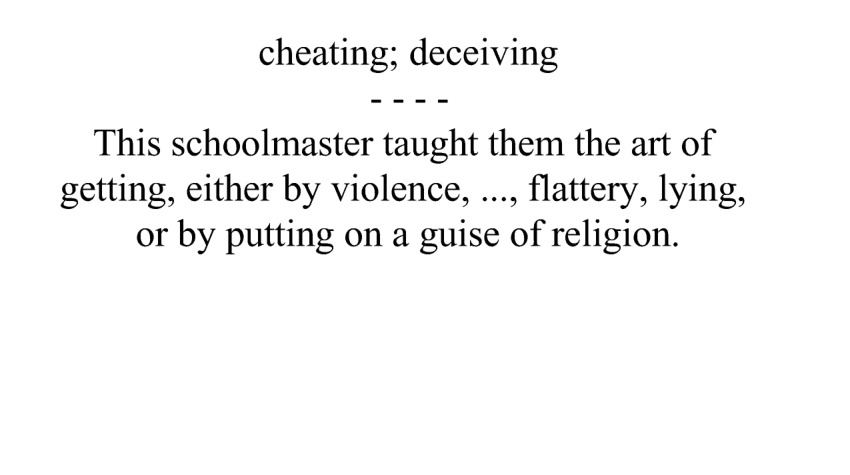 cheating; deceiving
- - - -
This schoolmaster taught them the art of
getting, either by violence, ..., flattery, lying,
or by putting on a guise of religion.